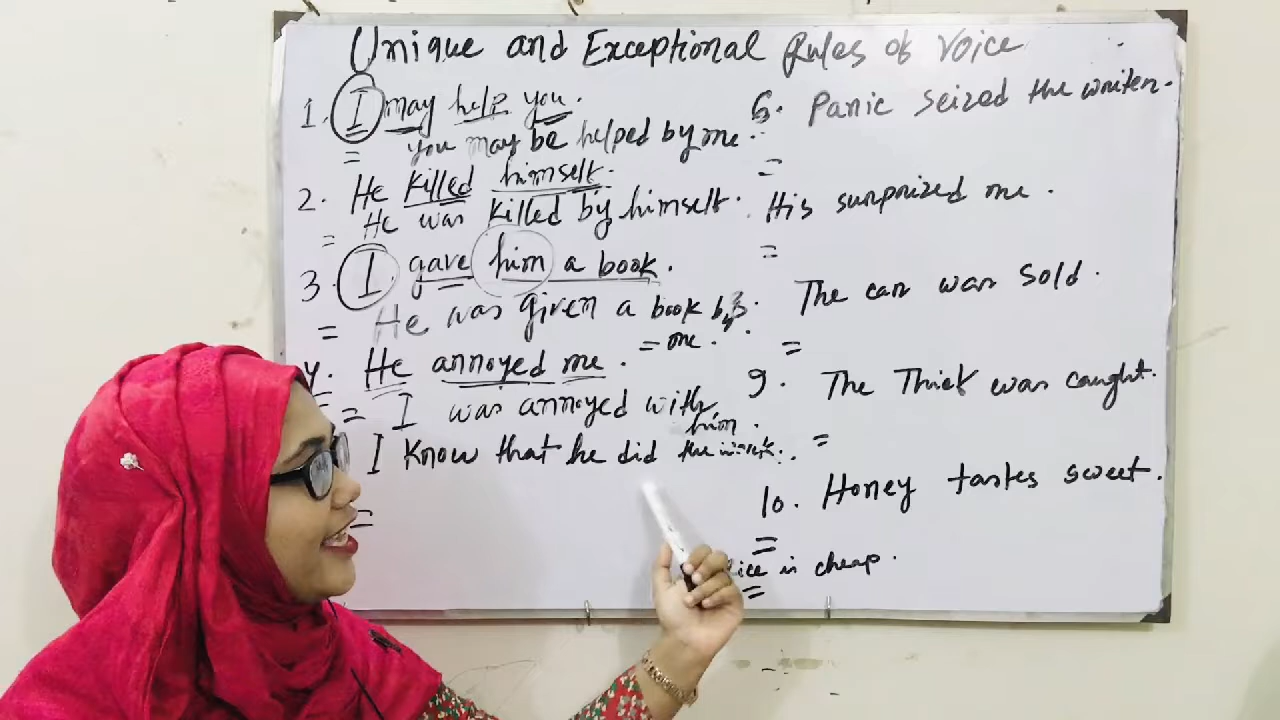 Unique and Exceptional Rules of Voice
1. I may help you.
= you may be helped by me.
2. He killed himself.
= He was killed by himself.
3. I gave him a book.
= He was given a book by
= me.
4. He annoyed me.
= I was annoyed with
him.
I know that he did the
=
6. Panic seized the writer.
=
His surprized me.
=
The car was sold.
=
9. The Thief was caught.
=
10. Honey tastes sweet.
=
is cheap.
=